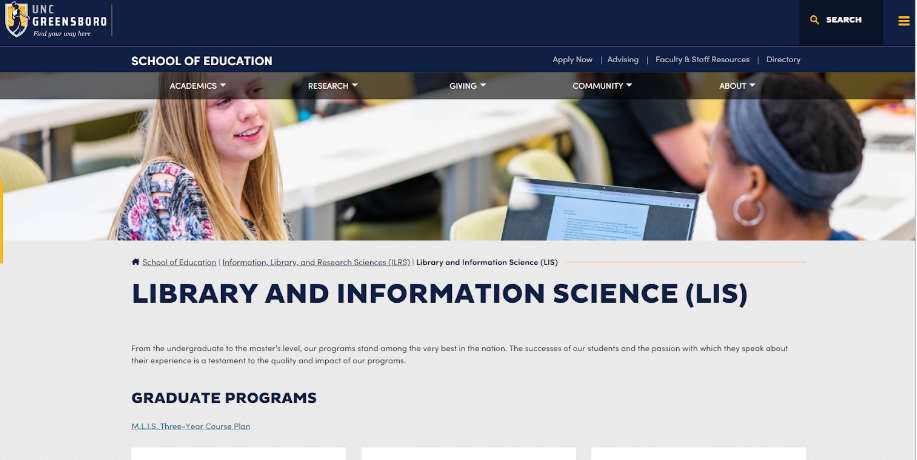 UNC
GREENSBORO
Find your way here
SEARCH
SCHOOL OF EDUCATION
Apply Now | Advising | Faculty & Staff Resources | Directory
ACADEMICS RESEARCH GIVING COMMUNITY ABOUT
School of Education | Information, Library, and Research Sciences (ILRS) | Library and Information Science (LIS)
LIBRARY AND INFORMATION SCIENCE (LIS)
From the undergraduate to the master's level, our programs stand among the very best in the nation. The successes of our students and the passion with which they speak about
their experience is a testament to the quality and impact of our programs.
GRADUATE PROGRAMS
M.L.I.S. Three-Year Course Plan